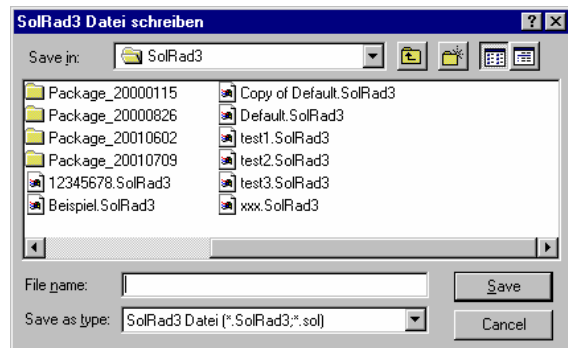 SolRad3 Datei schreiben
Save in: SolRad3
Package_20000115 Copy of Default.SolRad3
Package_20000826 Default.SolRad3
Package_20010602 test1.SolRad3
Package_20010709 test2.SolRad3
12345678.SolRad3 test3.SolRad3
Beispiel.SolRad3 xxx.SolRad3
File name: Save
Save as type: SolRad3 Datei (*.SolRad3;*.sol) Cancel